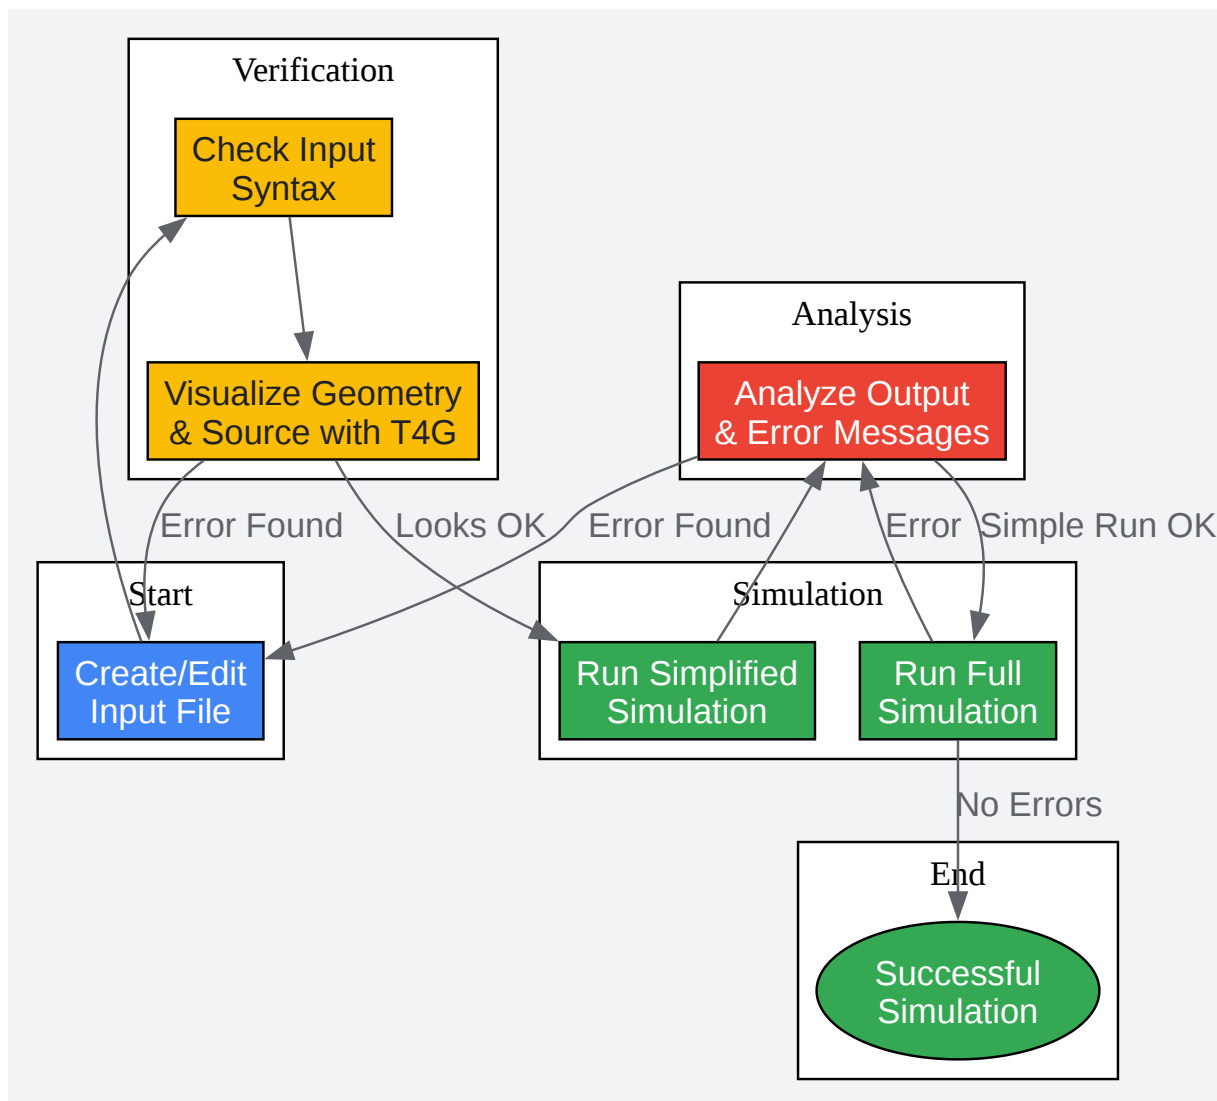 Verification
Check Input
Syntax
Analysis
Visualize Geometry
& Source with T4G
Analyze Output
& Error Messages
Error Found
Looks OK
Error Found
Error
Simple Run OK
Start
Simulation
Create/Edit
Input File
Run Simplified
Simulation
Run Full
Simulation
No Errors
End
Successful
Simulation